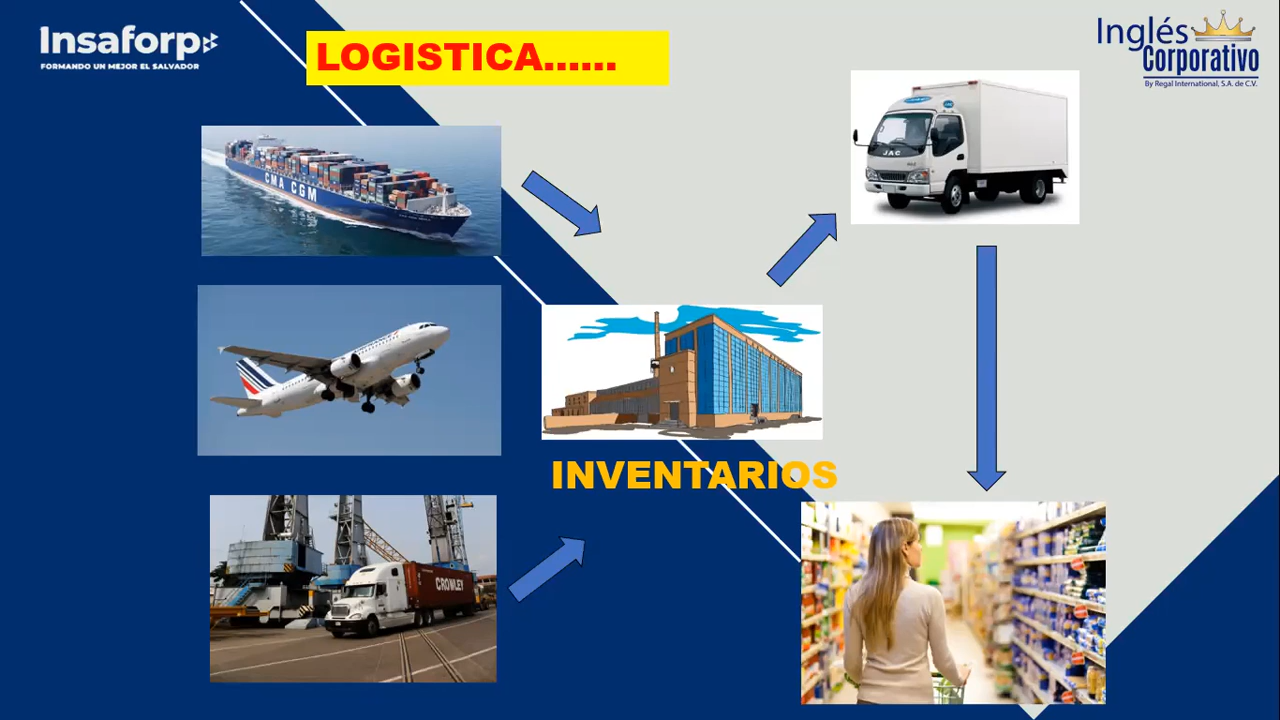 Insaforp
FORMANDO UN MEJOR EL SALVADOR
LOGISTICA......
Inglés
Corporativo
By Regal International, S.A. de C.V.
CMA CGM
JAC
CROWLEY
INVENTARIOS